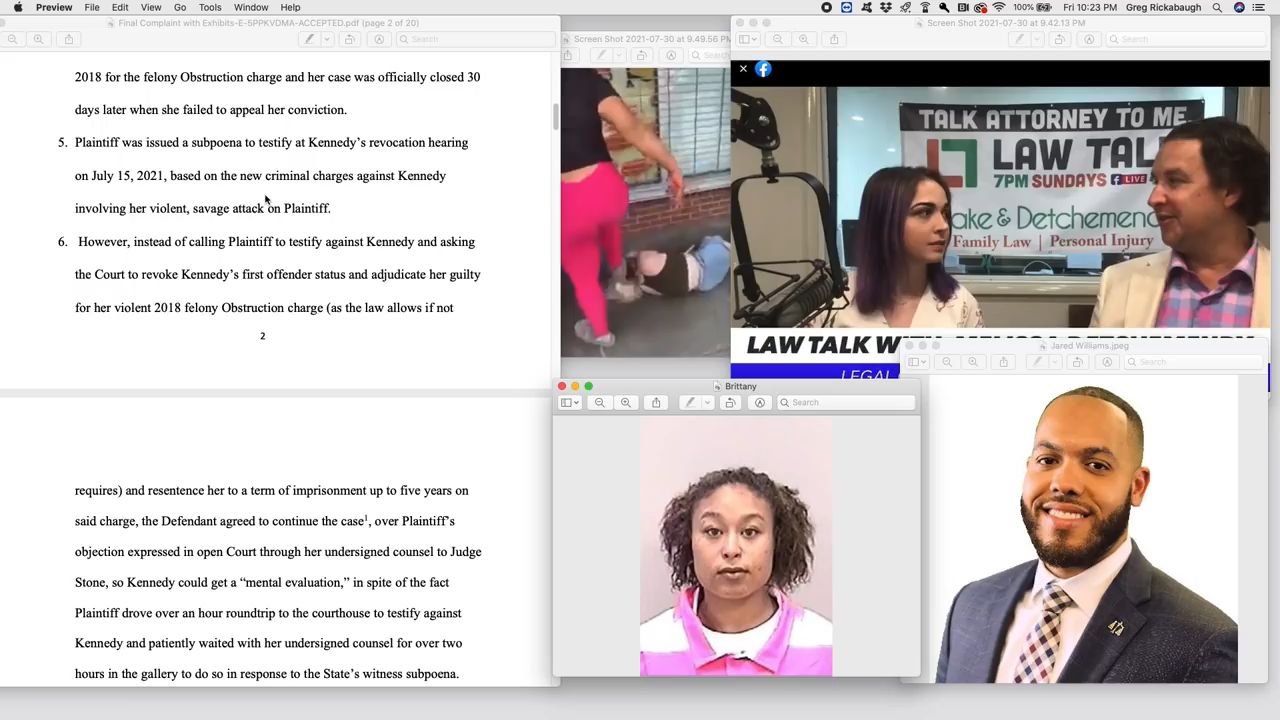 Preview File Edit View Go Tools Window Help
100% Fri 10:23 PM Greg Rickabaugh
Final Complaint with Exhibits-E-5PPKVDMA-ACCEPTED.pdf (page 2 of 20)
Search
2018 for the felony Obstruction charge and her case was officially closed 30
days later when she failed to appeal her conviction.
5. Plaintiff was issued a subpoena to testify at Kennedy's revocation hearing
on July 15, 2021, based on the new criminal charges against Kennedy
involving her violent, savage attack on Plaintiff.
6. However, instead of calling Plaintiff to testify against Kennedy and asking
the Court to revoke Kennedy's first offender status and adjudicate her guilty
for her violent 2018 felony Obstruction charge (as the law allows if not
2
requires) and resentence her to a term of imprisonment up to five years on
said charge, the Defendant agreed to continue the case1, over Plaintiff's
objection expressed in open Court through her undersigned counsel to Judge
Stone, so Kennedy could get a “mental evaluation,” in spite of the fact
Plaintiff drove over an hour roundtrip to the courthouse to testify against
Kennedy and patiently waited with her undersigned counsel for over two
hours in the gallery to do so in response to the State's witness subpoena.
Screen Shot 2021-07-30 at 9.49.56 PM
Search
Screen Shot 2021-07-30 at 9.42.13 PM
Search
TALK ATTORNEY TO ME
LAW TAL
7PM SUNDAYS f LIVE
ake & Detchemend
Family Law | Personal Injury
LAW TALK
LEGAL
Brittany
Search
Jared Williams.jpeg
Search